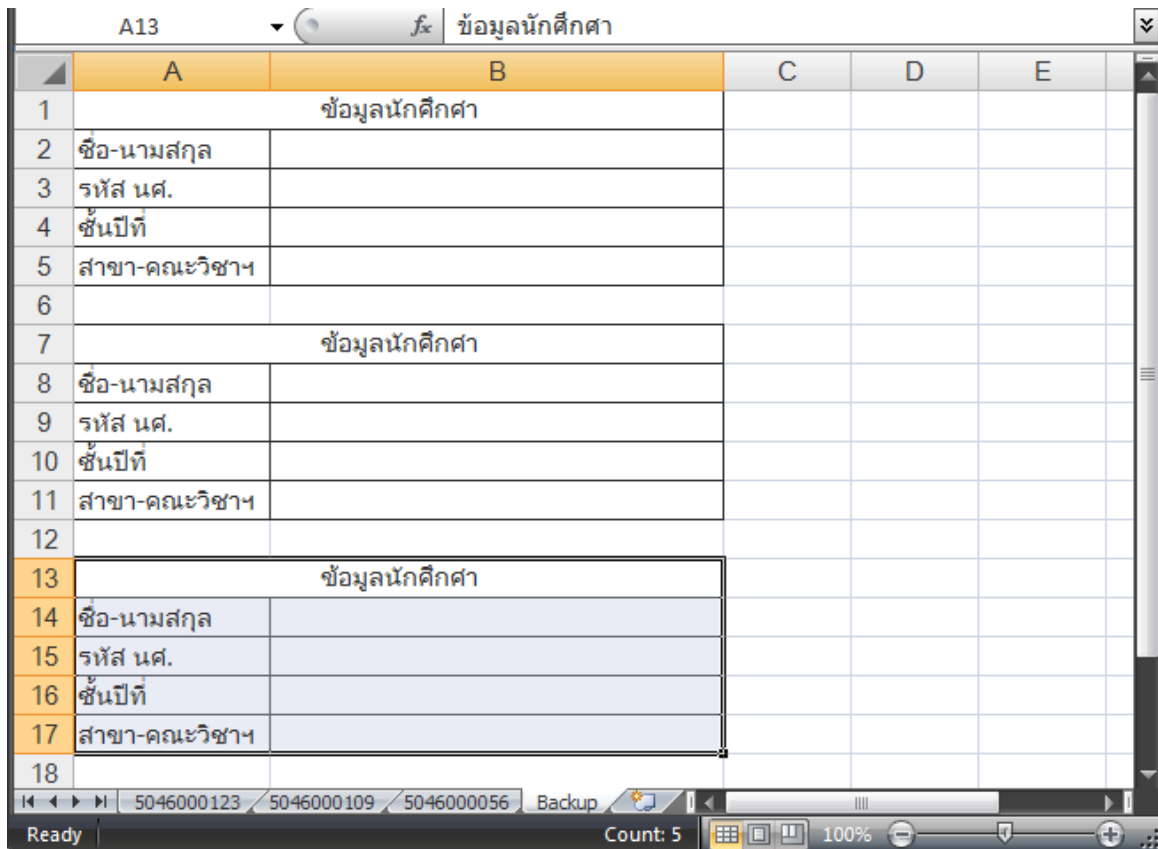 A13 fx ข้อมูลนักศึกศา
A B C D E
1 ข้อมูลนักศึกศา
2 ชื่อ-นามสกุล
3 รหัส นศ.
4 ชั้นปีที่
5 สาขา-คณะวิชาฯ
6
7 ข้อมูลนักศึกศา
8 ชื่อ-นามสกุล
9 รหัส นศ.
10 ชั้นปีที่
11 สาขา-คณะวิชาฯ
12
13 ข้อมูลนักศึกศา
14 ชื่อ-นามสกุล
15 รหัส นศ.
16 ชั้นปีที่
17 สาขา-คณะวิชาฯ
18
5046000123 5046000109 5046000056 Backup
Ready Count: 5 100%